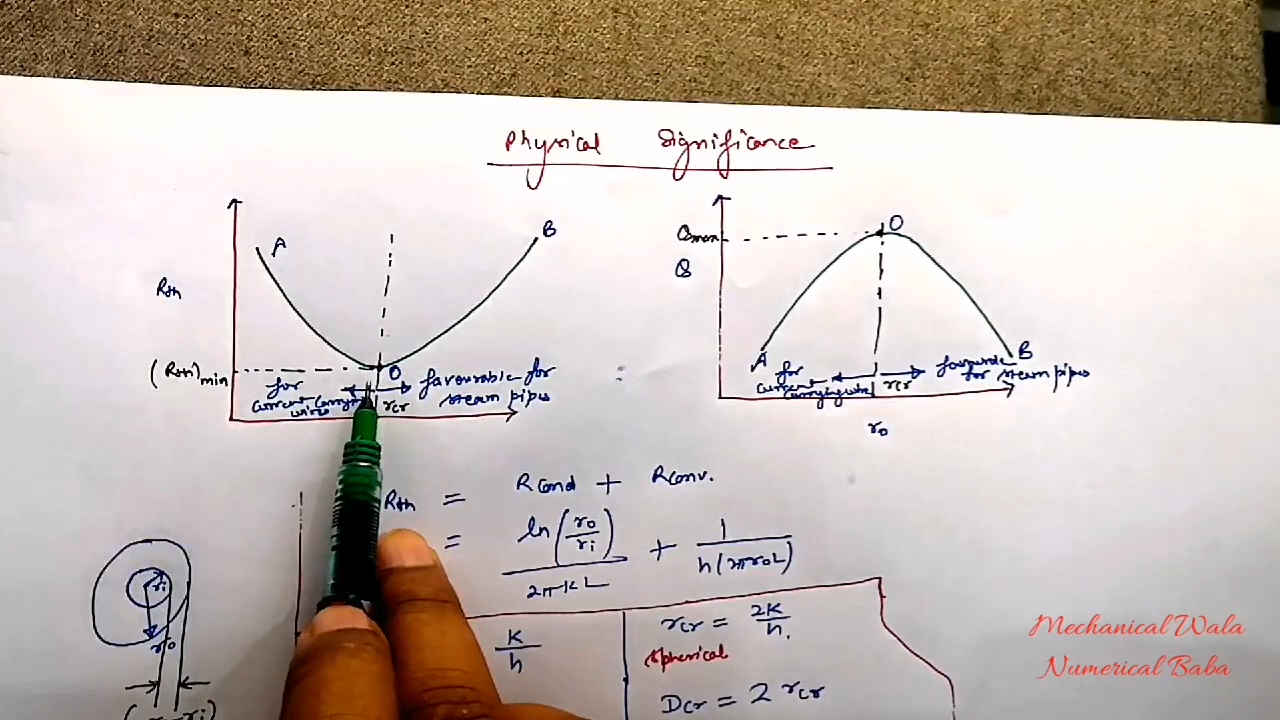 Physical Significance
A
B
Rth
(Rth)min
O
for current carrying wires
rcr
favourable for steam pipes
Qmax
Q
O
A
B
for current carrying wire
rcr
favourable for steam pipes
ro
Rth = Rcond + Rconv.
= ln(ro/ri)/2πKL + 1/h(2πroL)
ri
ro
K/h
rcr = 2K/h.
Spherical
Dcr = 2 rcr
Mechanical Wala
Numerical Baba